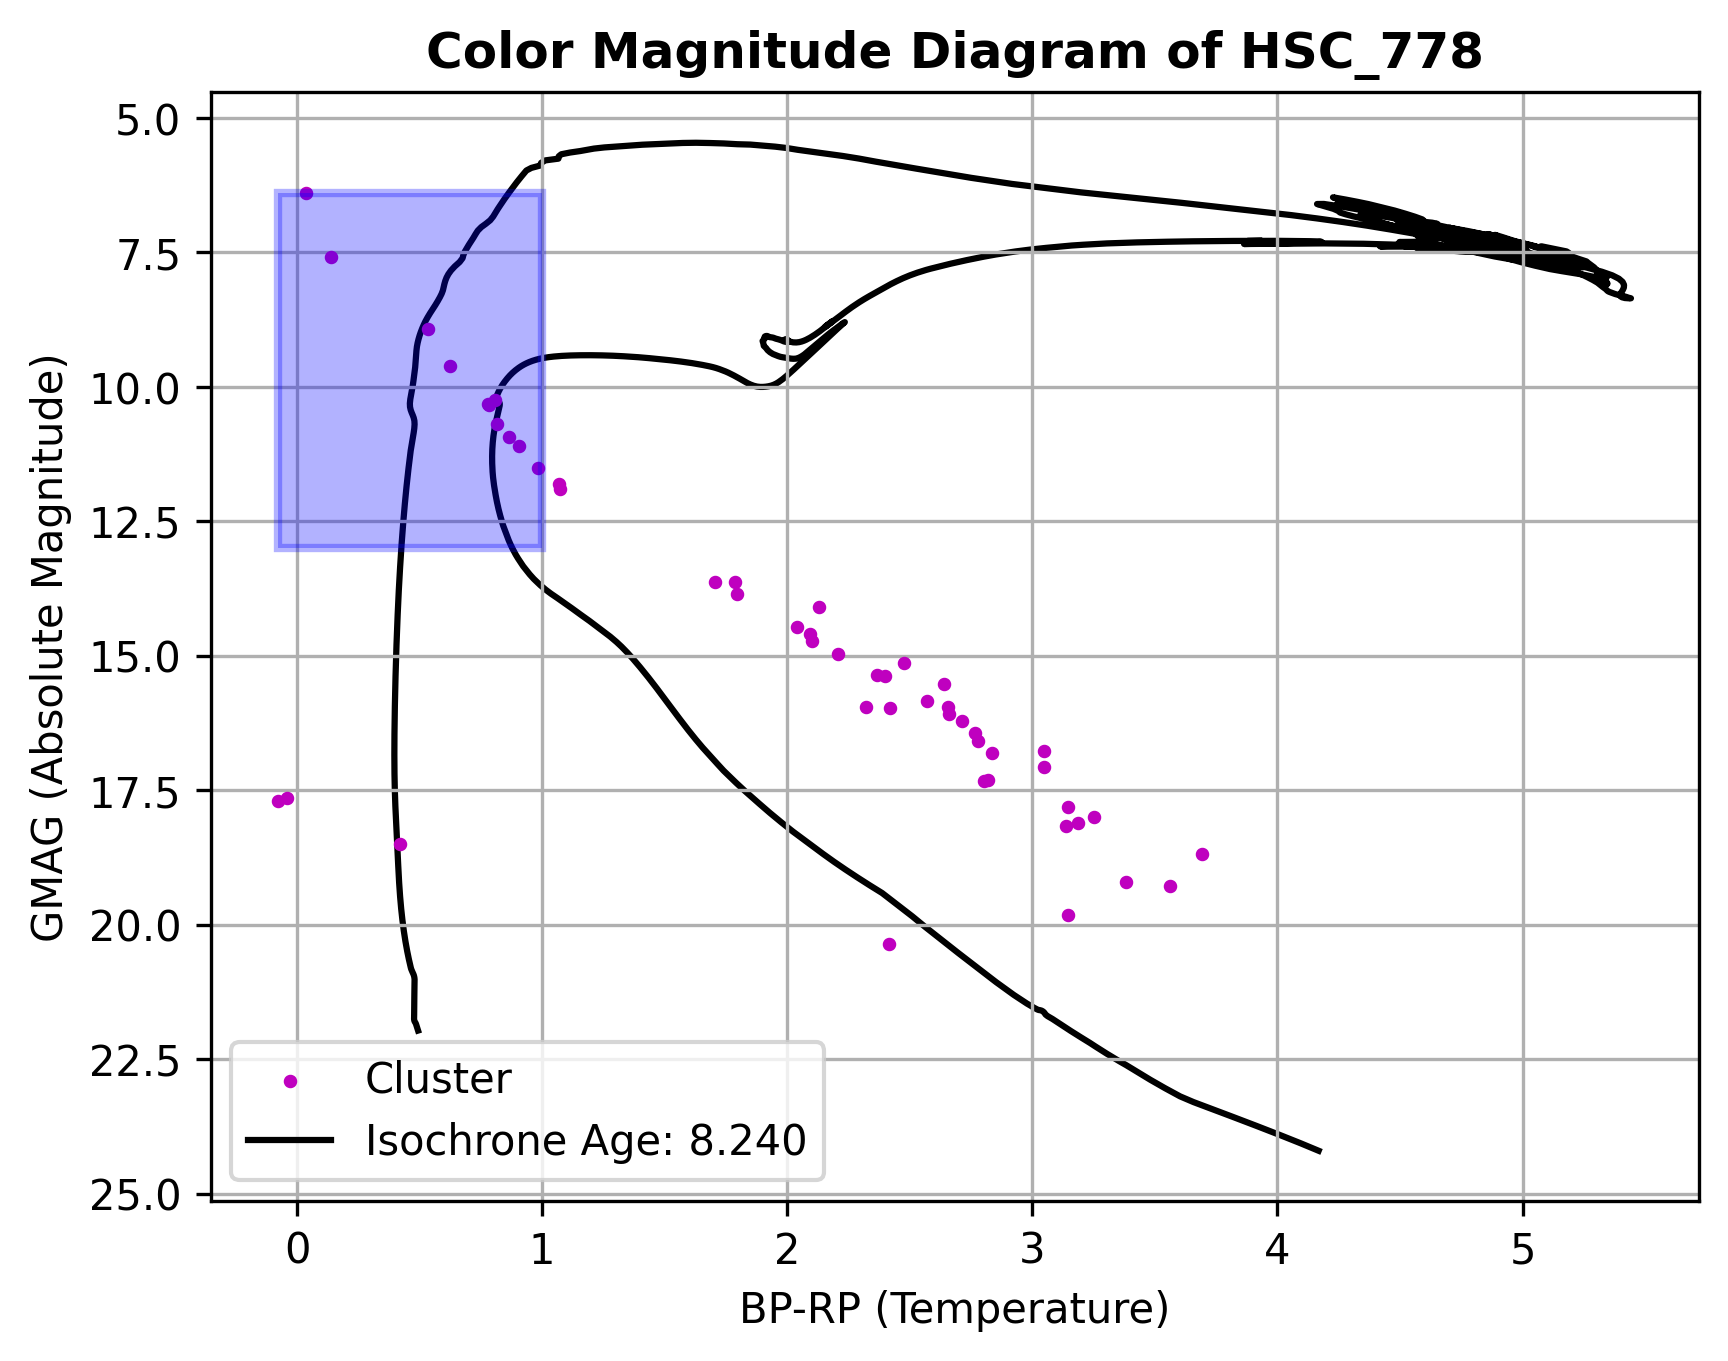 Color Magnitude Diagram of HSC_778
GMAG (Absolute Magnitude)
5.0
7.5
10.0
12.5
15.0
17.5
20.0
22.5
25.0
Cluster
Isochrone Age: 8.240
0 1 2 3 4 5
BP-RP (Temperature)